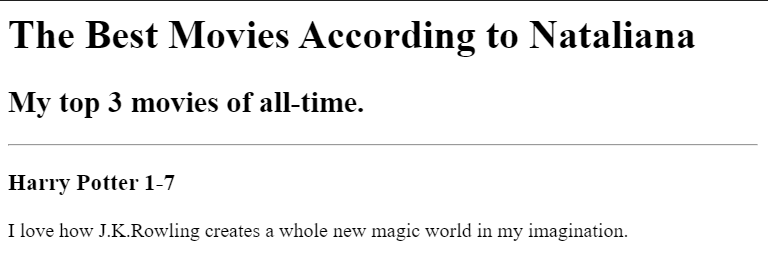 The Best Movies According to Nataliana
My top 3 movies of all-time.
Harry Potter 1-7
I love how J.K.Rowling creates a whole new magic world in my imagination.